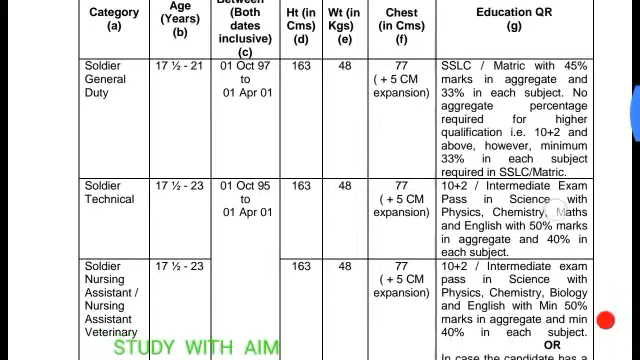 Category (a) Age (Years) (b) Between (Both dates inclusive) (c) Ht (in Cms) (d) Wt (in Kgs) (e) Chest (in Cms) (f) Education QR (g)
Soldier General Duty 17 ½ - 21 01 Oct 97 to 01 Apr 01 163 48 77 ( + 5 CM expansion)
SSLC / Matric with 45%
marks in aggregate and
33% in each subject. No
aggregate percentage
required for higher
qualification i.e. 10+2 and
above, however, minimum
33% in each subject
required in SSLC/Matric.
Soldier Technical 17 ½ - 23 01 Oct 95 to 01 Apr 01 163 48 77 ( + 5 CM expansion)
10+2 / Intermediate Exam
Pass in Science with
Physics, Chemistry, Maths
and English with 50% marks
in aggregate and 40% in
each subject.
Soldier Nursing Assistant / Nursing Assistant Veterinary 17 ½ - 23 163 48 77 ( + 5 CM expansion)
10+2 / Intermediate exam
pass in Science with
Physics, Chemistry, Biology
and English with Min 50%
marks in aggregate and min
40% in each subject.
OR
In case the candidate has a
STUDY WITH AIM